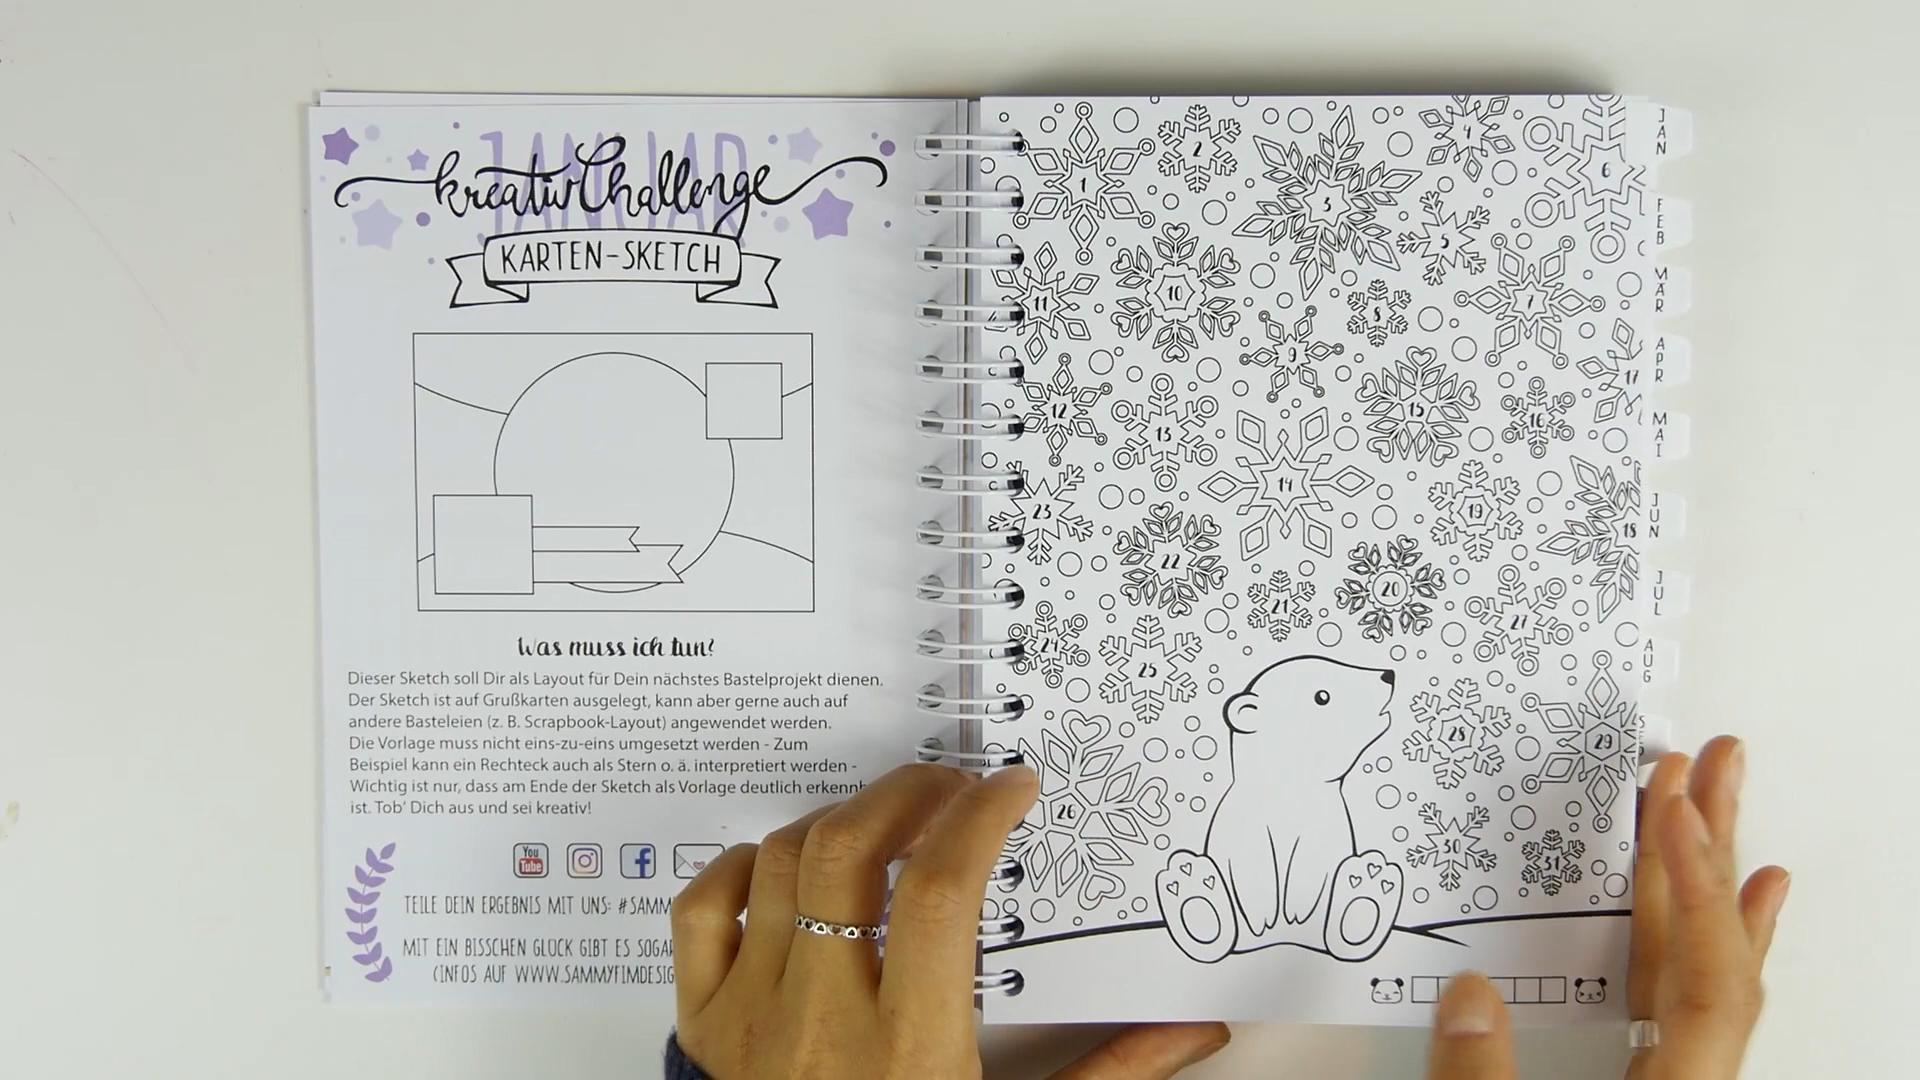 JANUAR
kreativChallenge
KARTEN-SKETCH
Was muss ich tun?
Dieser Sketch soll Dir als Layout für Dein nächstes Bastelprojekt dienen.
Der Sketch ist auf Grußkarten ausgelegt, kann aber gerne auch auf
andere Basteleien (z. B. Scrapbook-Layout) angewendet werden.
Die Vorlage muss nicht eins-zu-eins umgesetzt werden - Zum
Beispiel kann ein Rechteck auch als Stern o. ä. interpretiert werden -
Wichtig ist nur, dass am Ende der Sketch als Vorlage deutlich erkennb
ist. Tob' Dich aus und sei kreativ!
You Tube
TEILE DEIN ERGEBNIS MIT UNS: #SAMM
MIT EIN BISSCHEN GLÜCK GIBT ES SOGA
(INFOS AUF WWW.SAMMYFIMDESIG
1
2
3
4
5
6
7
8
9
10
11
12
13
14
15
16
17
18
19
20
21
22
23
24
25
26
27
28
29
30
31
JAN
FEB
MÄR
APR
MAI
JUN
JUL
AUG